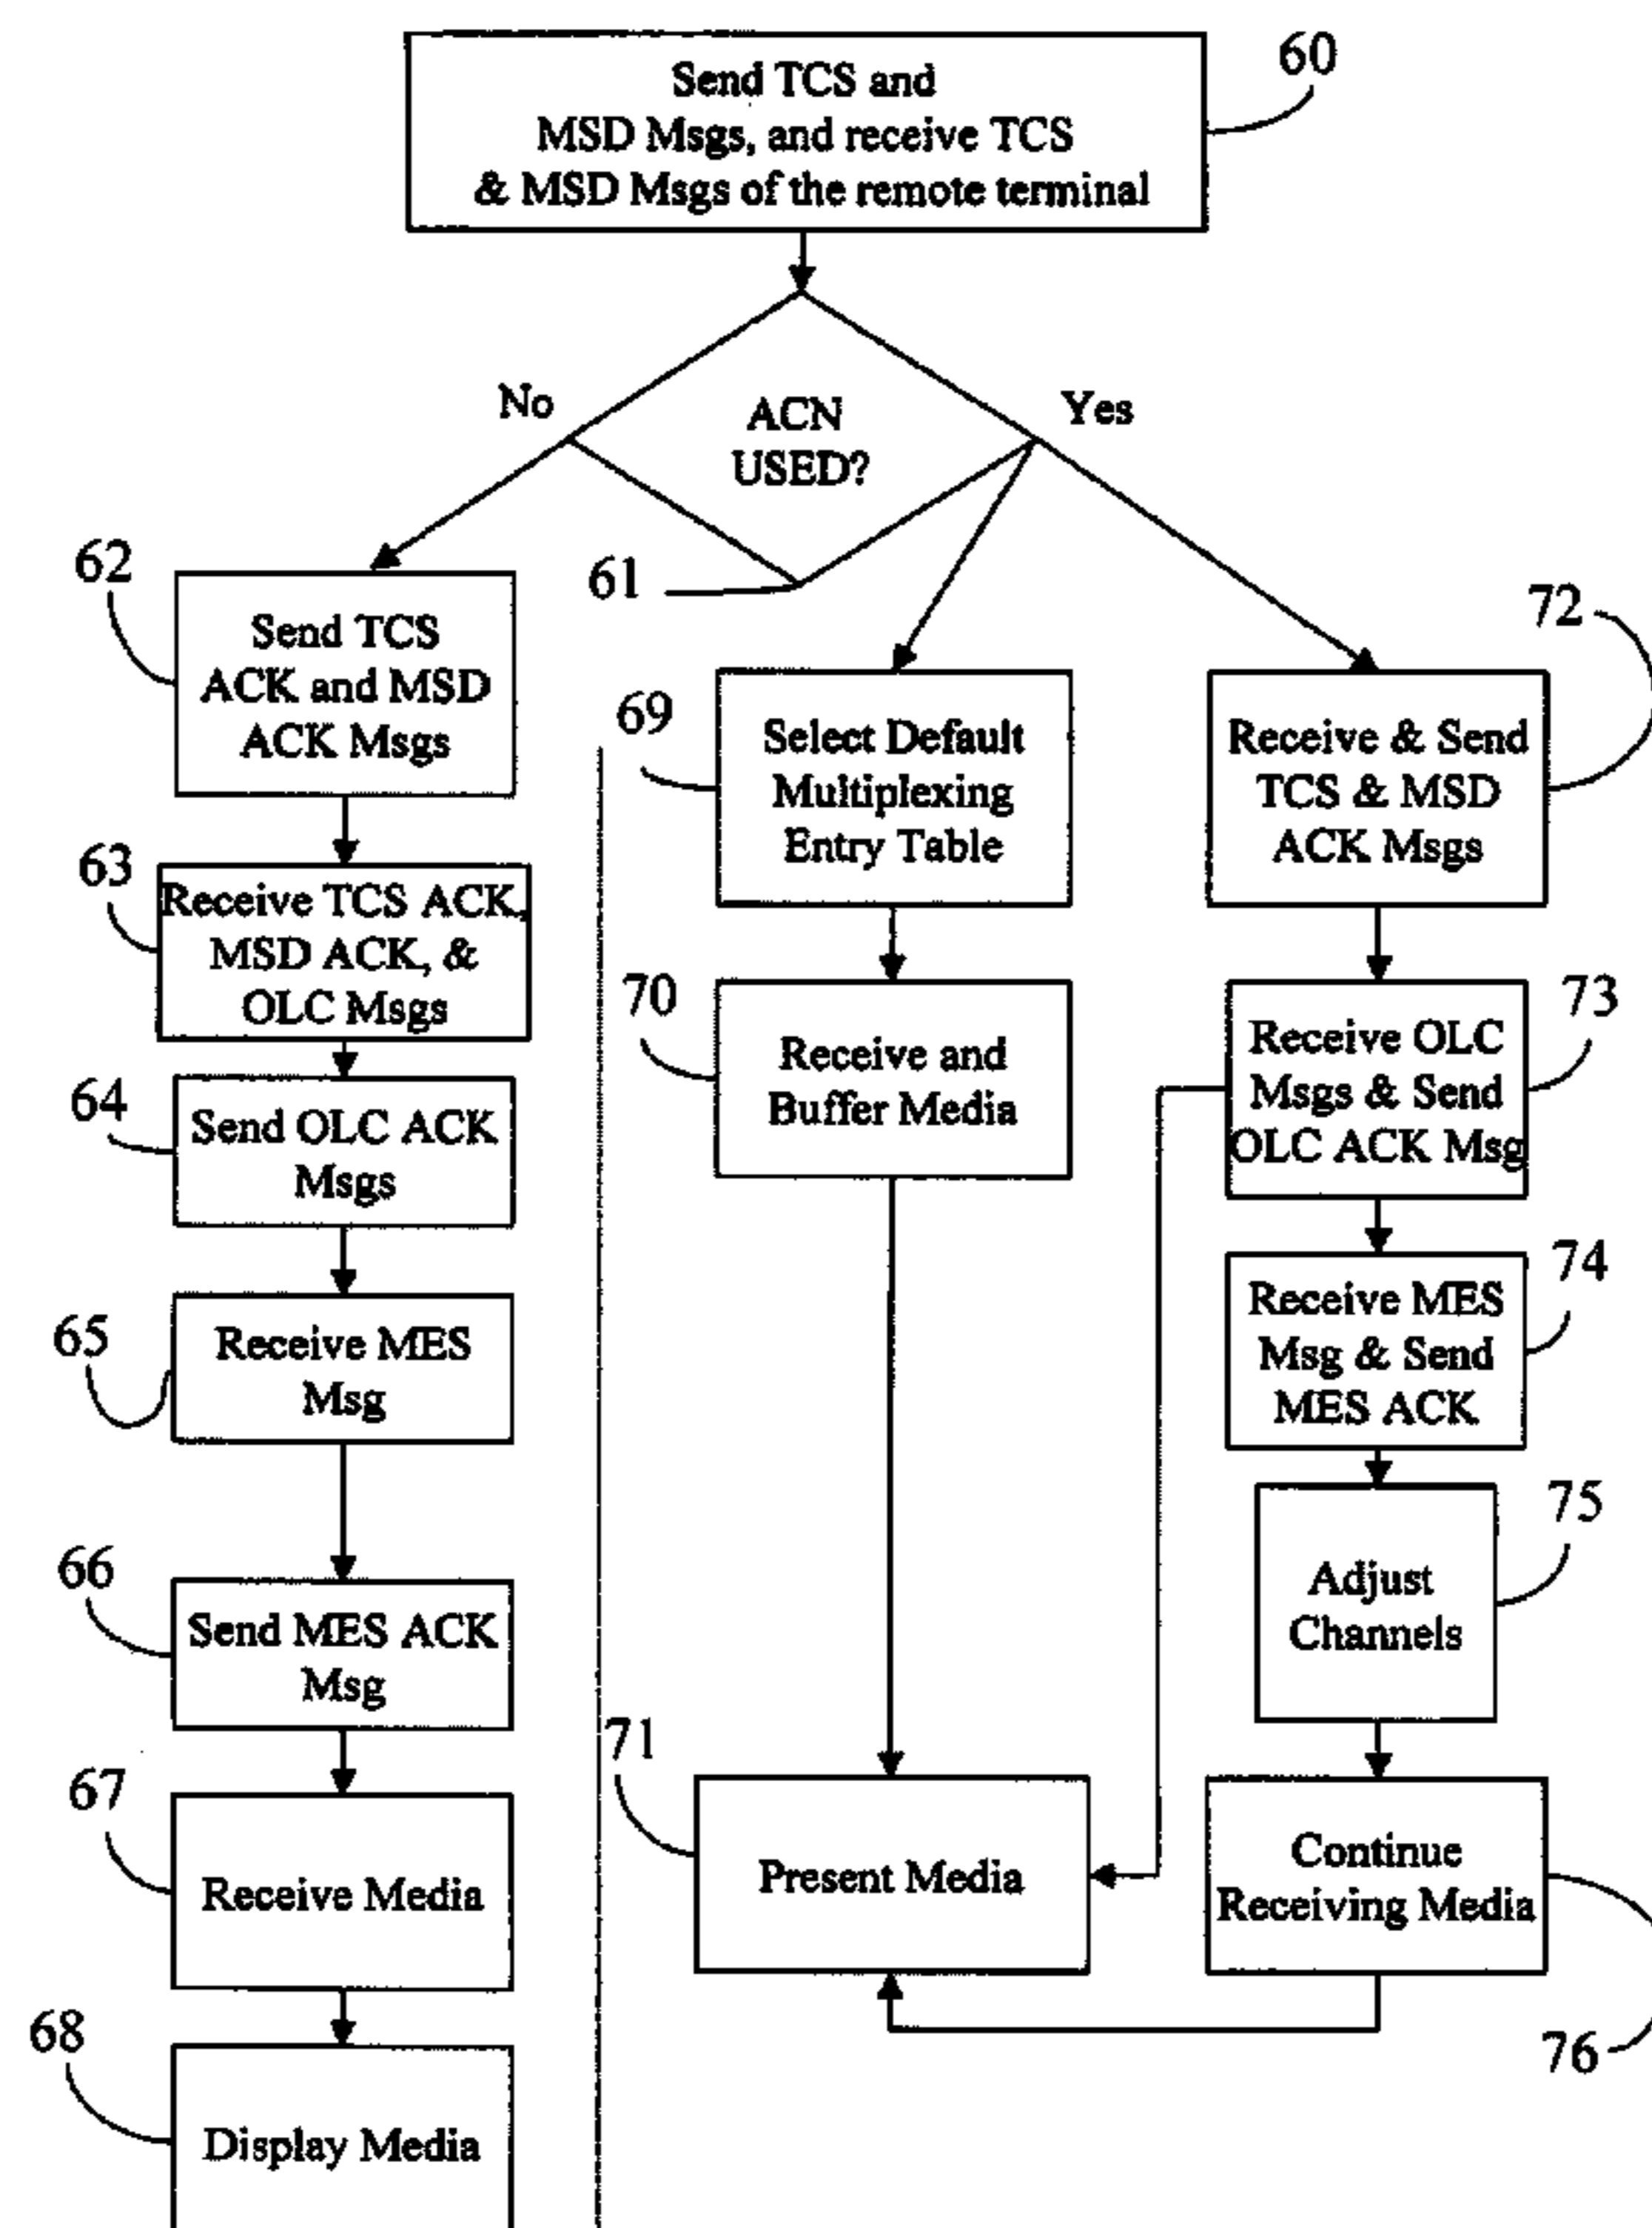 60
Send TCS and
MSD Msgs, and receive TCS
& MSD Msgs of the remote terminal
No
ACN
USED?
Yes
61
62
Send TCS
ACK and MSD
ACK Msgs
63
Receive TCS ACK,
MSD ACK, &
OLC Msgs
64
Send OLC ACK
Msgs
65
Receive MES
Msg
66
Send MES ACK
Msg
67
Receive Media
68
Display Media
69
Select Default
Multiplexing
Entry Table
70
Receive and
Buffer Media
71
Present Media
72
Receive & Send
TCS & MSD
ACK Msgs
73
Receive OLC
Msgs & Send
OLC ACK Msg
74
Receive MES
Msg & Send
MES ACK
75
Adjust
Channels
Continue
Receiving Media
76